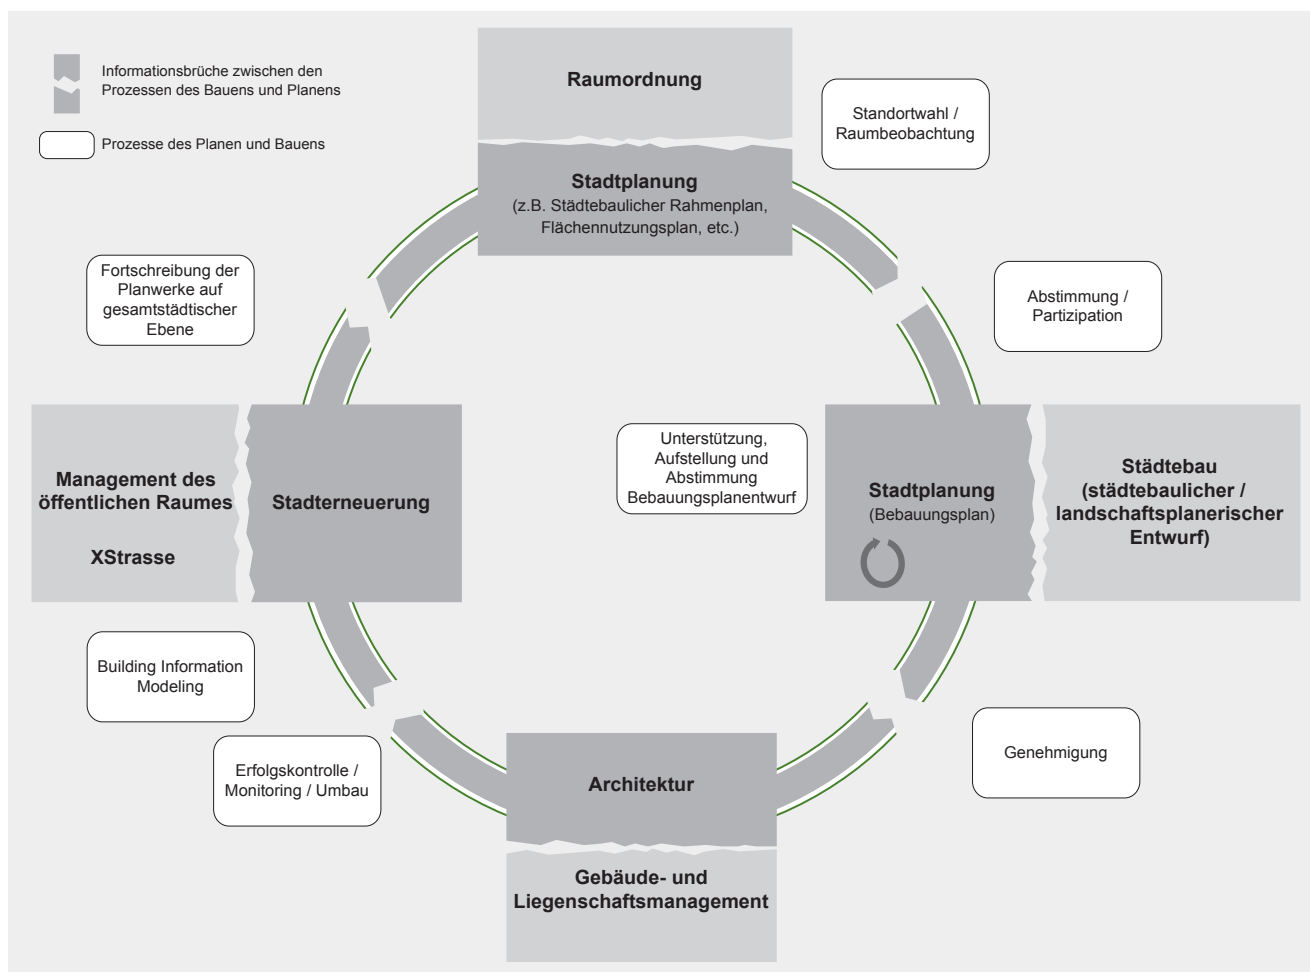 Informationsbrüche zwischen den
Prozessen des Bauens und Planens
Prozesse des Planen und Bauens
Raumordnung
Stadtplanung
(z.B. Städtebaulicher Rahmenplan,
Flächennutzungsplan, etc.)
Standortwahl /
Raumbeobachtung
Fortschreibung der
Planwerke auf
gesamtstädtischer
Ebene
Abstimmung /
Partizipation
Management des
öffentlichen Raumes
XStrasse
Stadterneuerung
Unterstützung,
Aufstellung und
Abstimmung
Bebauungsplanentwurf
Stadtplanung
(Bebauungsplan)
Städtebau
(städtebaulicher /
landschaftsplanerischer
Entwurf)
Building Information
Modeling
Erfolgskontrolle /
Monitoring / Umbau
Architektur
Gebäude- und
Liegenschaftsmanagement
Genehmigung